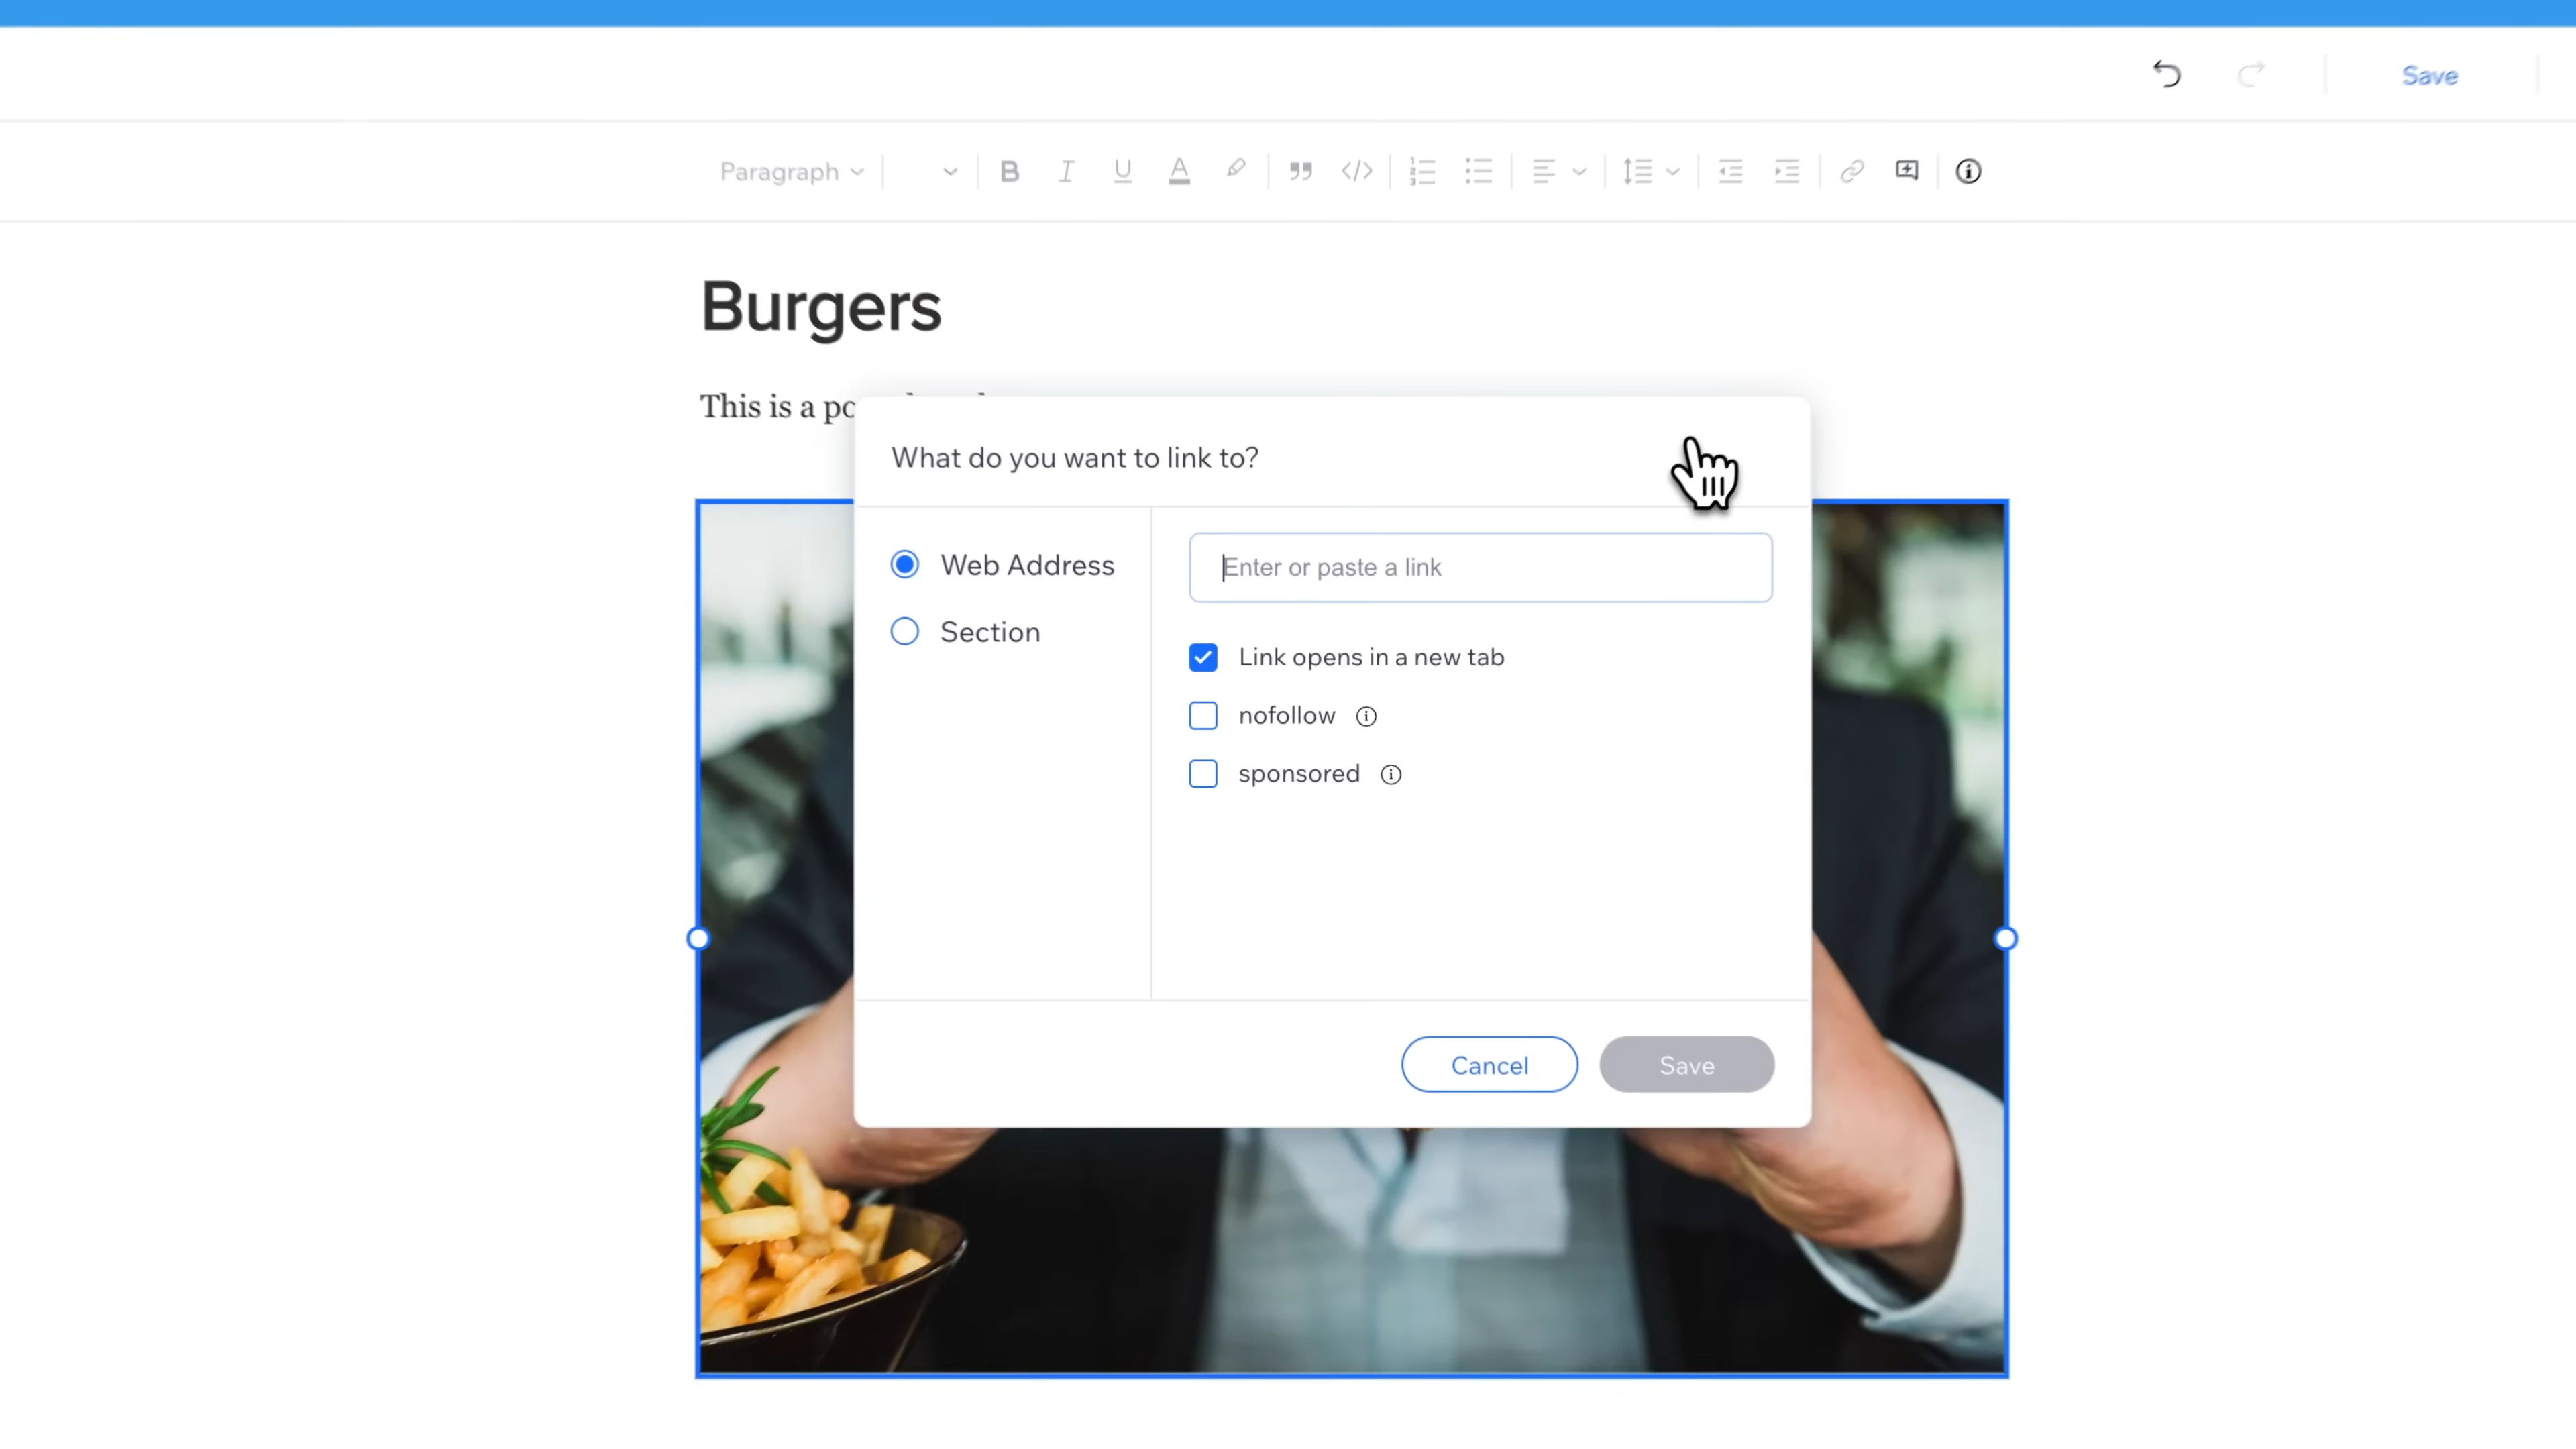 Save
Paragraph
Burgers
This is a
What do you want to link to?
Web Address
Section
Enter or paste a link
Link opens in a new tab
nofollow
sponsored
Cancel
Save